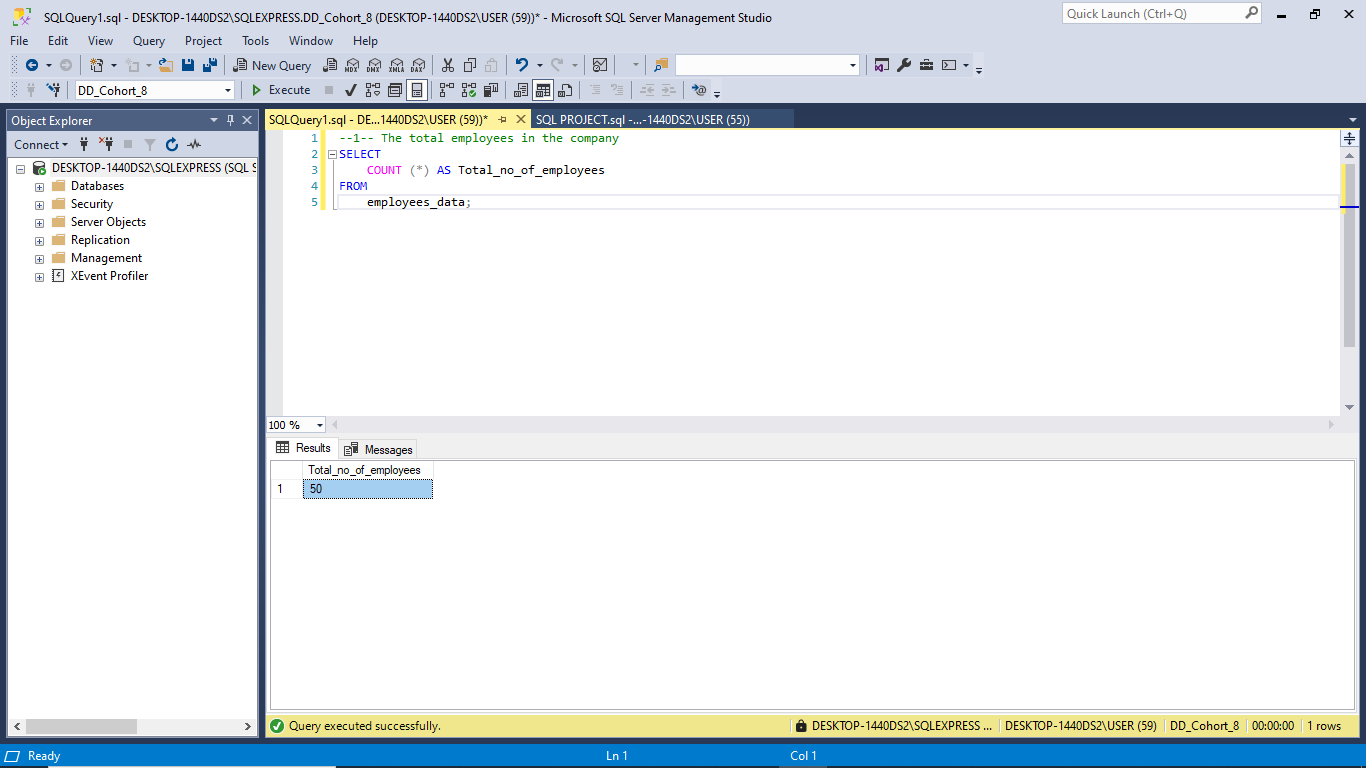 SQLQuery1.sql - DESKTOP-1440DS2\SQLEXPRESS.DD_Cohort_8 (DESKTOP-1440DS2\USER (59))* - Microsoft SQL Server Management Studio
Quick Launch (Ctrl+Q)
File Edit View Query Project Tools Window Help
New Query MDX DMX XMLA DAX
DD_Cohort_8 Execute
Object Explorer
SQLQuery1.sql - DE...1440DS2\USER (59))* SQL PROJECT.sql -...-1440DS2\USER (55))
Connect
DESKTOP-1440DS2\SQLEXPRESS (SQL S
Databases
Security
Server Objects
Replication
Management
XEvent Profiler
1 --1-- The total employees in the company
2 SELECT
3 COUNT (*) AS Total_no_of_employees
4 FROM
5 employees_data;
100 %
Results Messages
Total_no_of_employees
1 50
Query executed successfully. DESKTOP-1440DS2\SQLEXPRESS ... DESKTOP-1440DS2\USER (59) DD_Cohort_8 00:00:00 1 rows
Ready Ln 1 Col 1